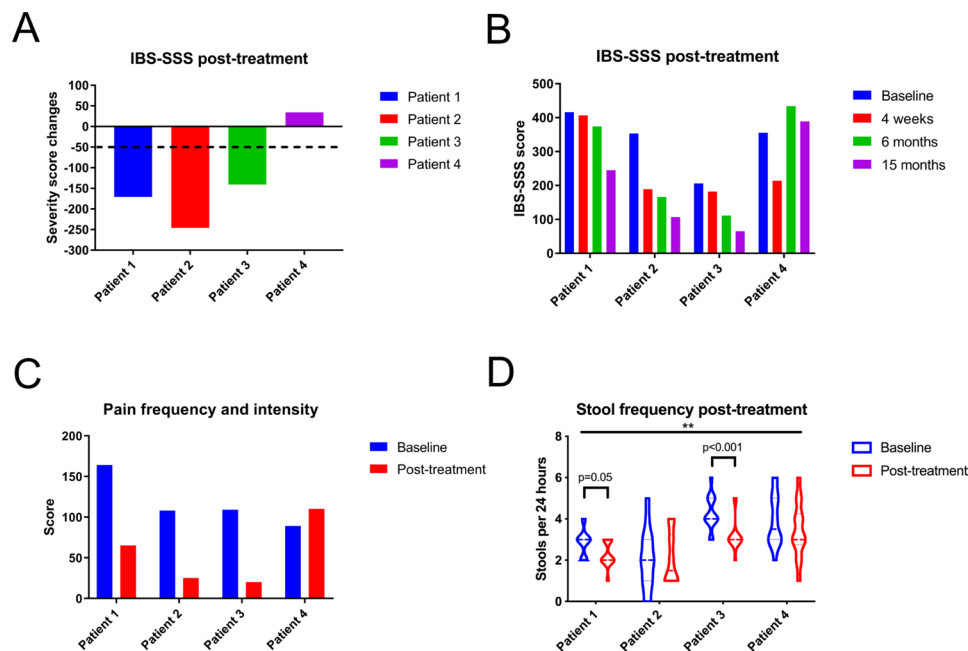 A
IBS-SSS post-treatment
Severity score changes
100
50
0
-50
-100
-150
-200
-250
-300
Patient 1
Patient 2
Patient 3
Patient 4
Patient 1
Patient 2
Patient 3
Patient 4
B
IBS-SSS post-treatment
IBS-SSS score
500
400
300
200
100
0
Patient 1
Patient 2
Patient 3
Patient 4
Baseline
4 weeks
6 months
15 months
C
Pain frequency and intensity
Score
200
150
100
50
0
Patient 1
Patient 2
Patient 3
Patient 4
Baseline
Post-treatment
D
Stool frequency post-treatment
**
Stools per 24 hours
8
6
4
2
0
p=0.05
p<0.001
Patient 1
Patient 2
Patient 3
Patient 4
Baseline
Post-treatment